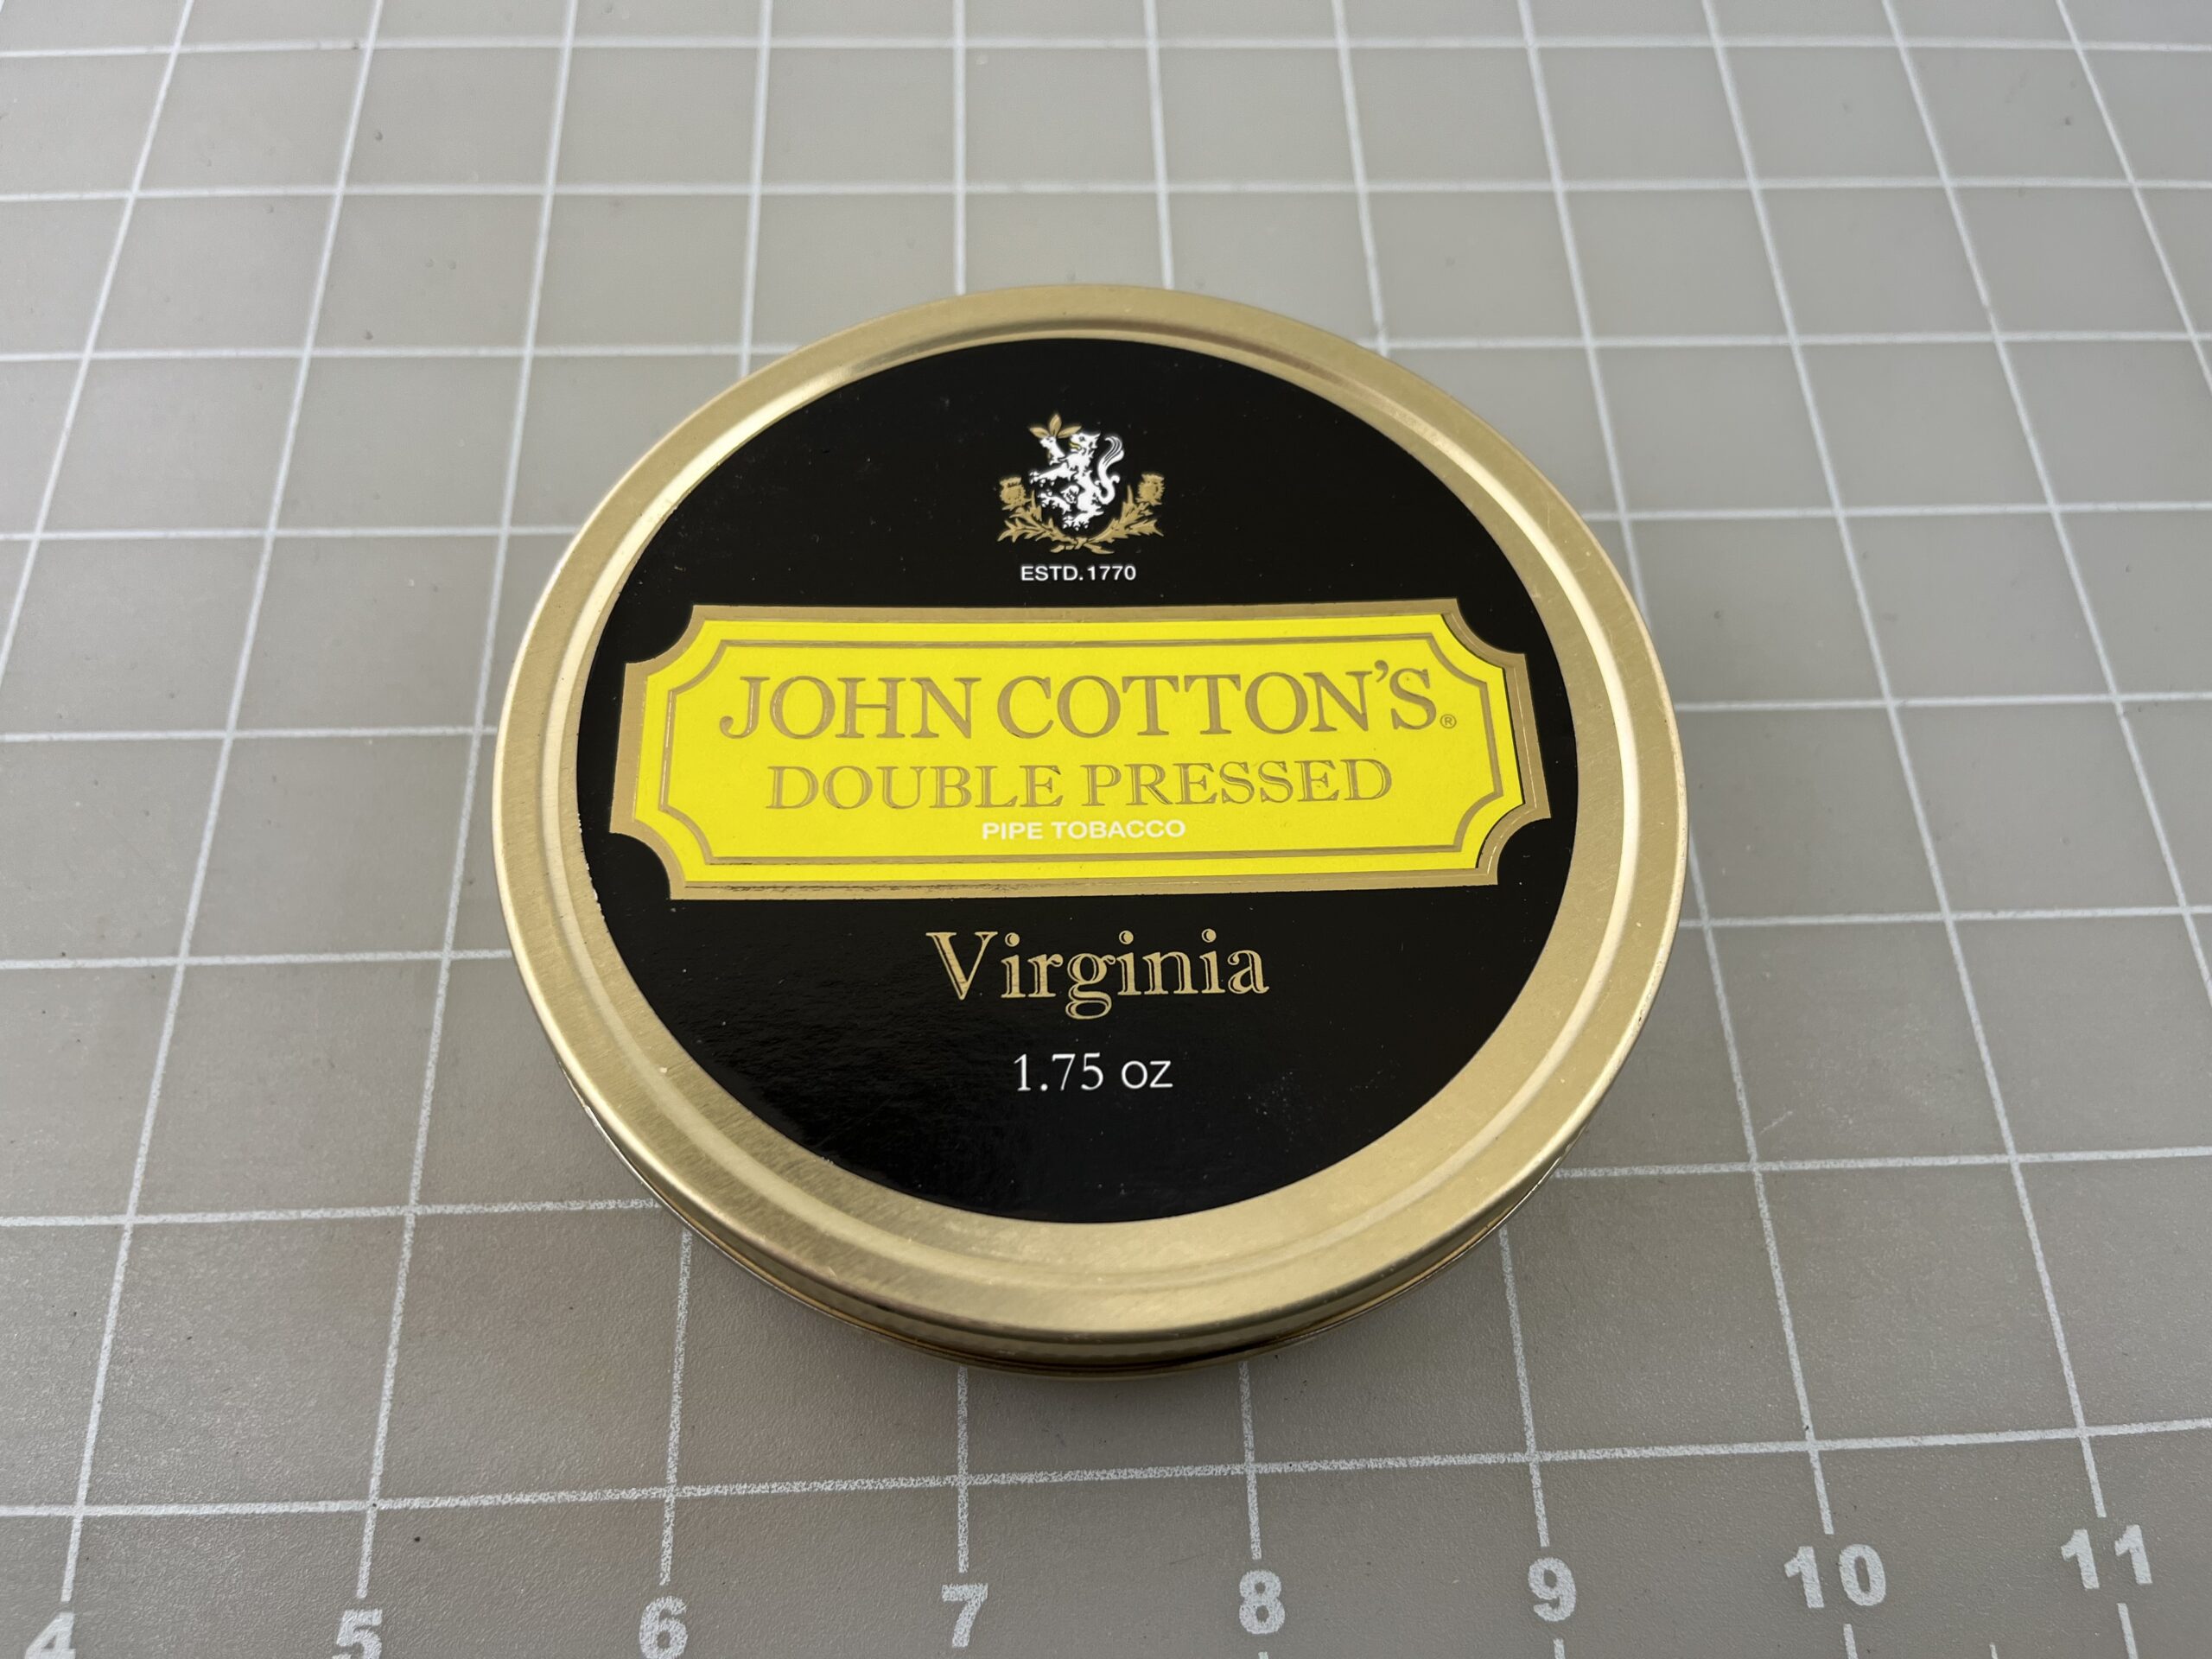 ESTD. 1770
JOHN COTTON'S®
DOUBLE PRESSED
PIPE TOBACCO
Virginia
1.75 oz
4 5 6 7 8 9 10 11